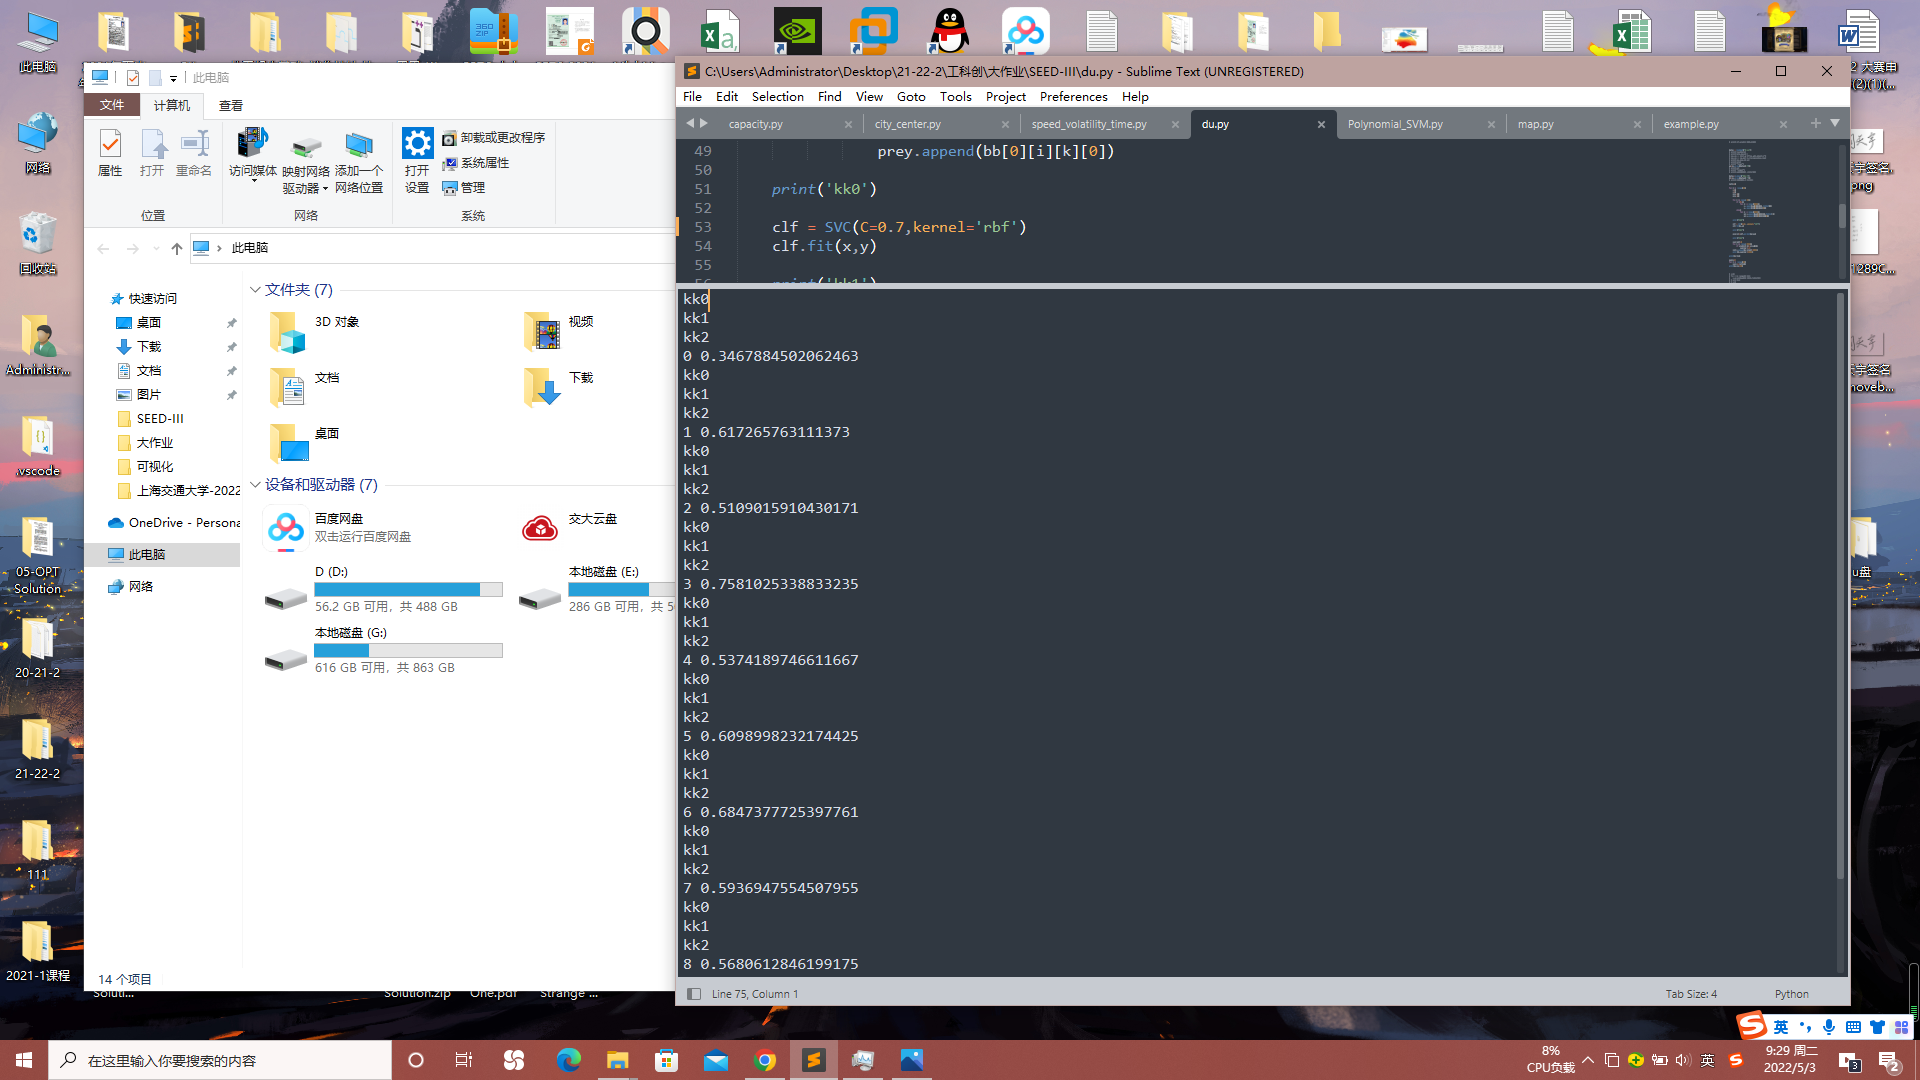 此电脑
网络
回收站
Administr...
.vscode
05-OPT
Solution
20-21-2
21-22-2
111
2021-1课程
此电脑
文件
计算机
查看
属性
打开
重命名
位置
访问媒体
映射网络
驱动器
添加一个
网络位置
网络
打开
设置
卸载或更改程序
系统属性
管理
系统
此电脑
快速访问
桌面
下载
文档
图片
SEED-III
大作业
可视化
上海交通大学-2022
OneDrive - Persona
此电脑
网络
文件夹 (7)
3D 对象
视频
文档
下载
桌面
设备和驱动器 (7)
百度网盘
双击运行百度网盘
交大云盘
D (D:)
56.2 GB 可用，共 488 GB
本地磁盘 (E:)
286 GB 可用，共 5
本地磁盘 (G:)
616 GB 可用，共 863 GB
14 个项目
Soluti...
Solution.zip
One.pdf
Strange ...
C:\Users\Administrator\Desktop\21-22-2\工科创\大作业\SEED-III\du.py - Sublime Text (UNREGISTERED)
File Edit Selection Find View Goto Tools Project Preferences Help
capacity.py
city_center.py
speed_volatility_time.py
du.py
Polynomial_SVM.py
map.py
example.py
49 prey.append(bb[0][i][k][0])
50
51 print('kk0')
52
53 clf = SVC(C=0.7,kernel='rbf')
54 clf.fit(x,y)
55
56 print('kk1')
kk0
kk1
kk2
0 0.3467884502062463
kk0
kk1
kk2
1 0.617265763111373
kk0
kk1
kk2
2 0.5109015910430171
kk0
kk1
kk2
3 0.7581025338833235
kk0
kk1
kk2
4 0.5374189746611667
kk0
kk1
kk2
5 0.6098998232174425
kk0
kk1
kk2
6 0.6847377725397761
kk0
kk1
kk2
7 0.5936947554507955
kk0
kk1
kk2
8 0.5680612846199175
Line 75, Column 1
Tab Size: 4
Python
英
在这里输入你要搜索的内容
8%
CPU负载
英
9:29 周二
2022/5/3
3
2